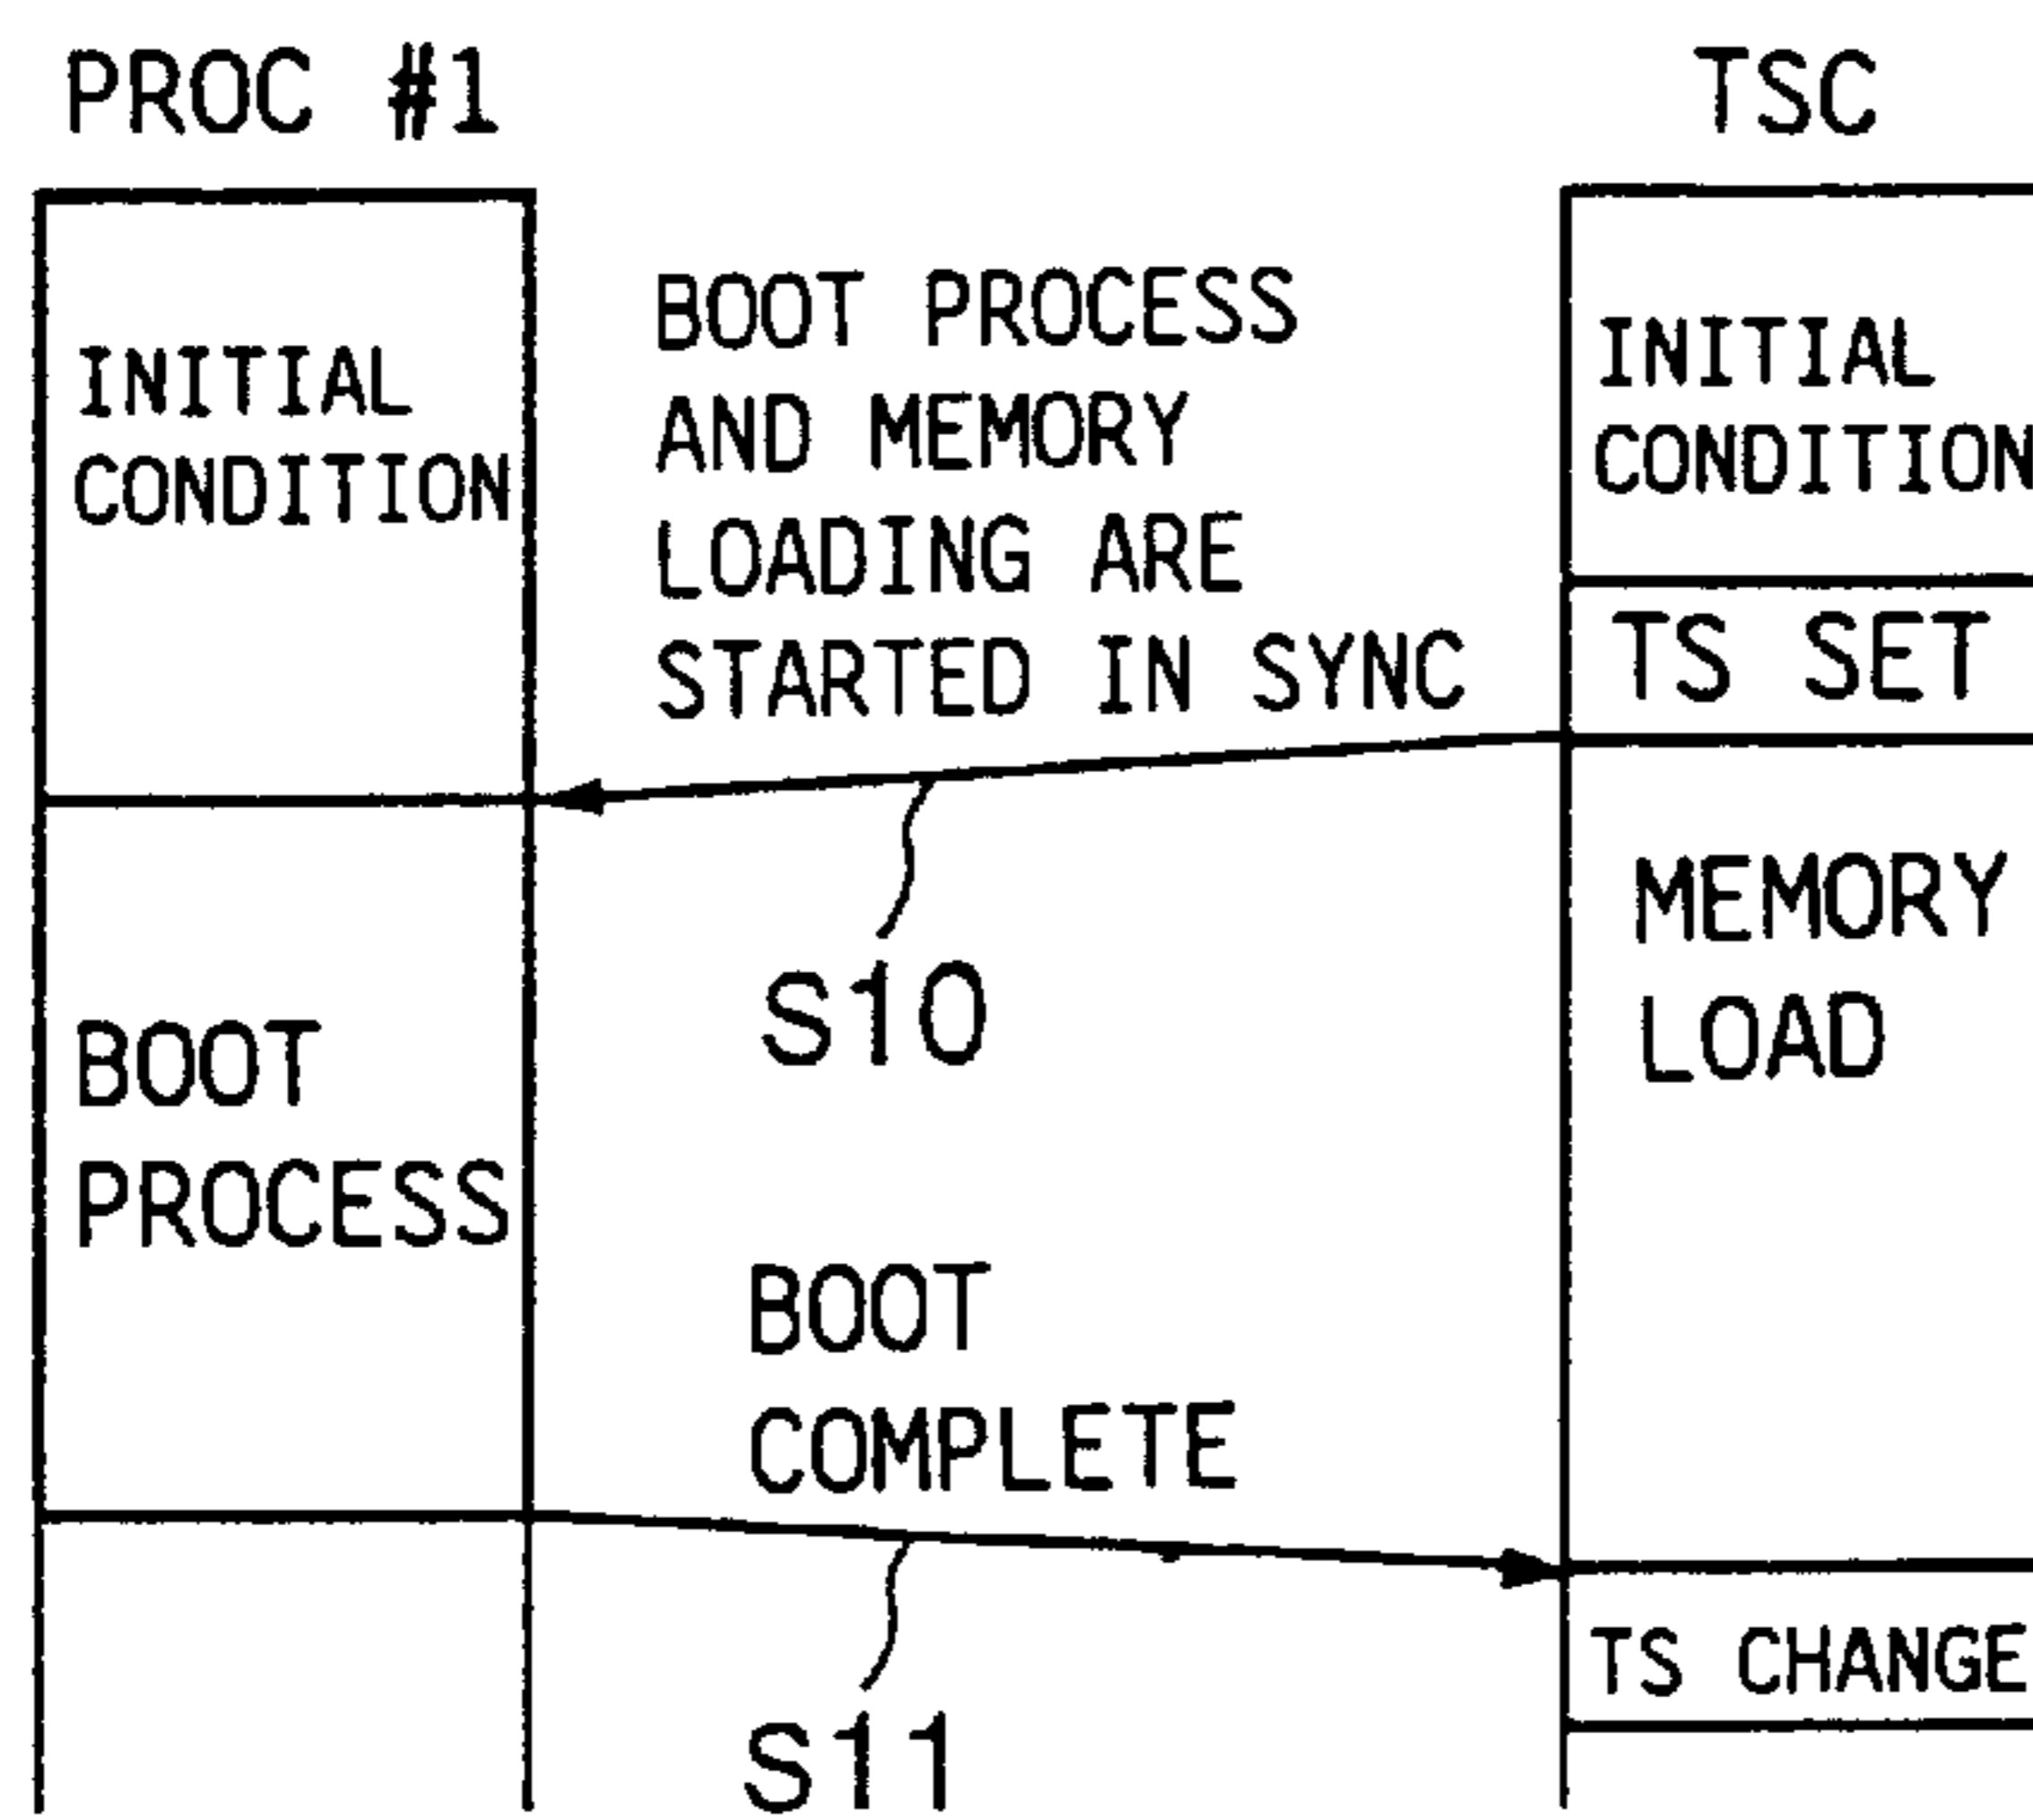 PROC #1
TSC
INITIAL
CONDITION
BOOT PROCESS
AND MEMORY
LOADING ARE
STARTED IN SYNC
INITIAL
CONDITION
TS SET
S10
MEMORY
LOAD
BOOT
PROCESS
BOOT
COMPLETE
S11
TS CHANGE